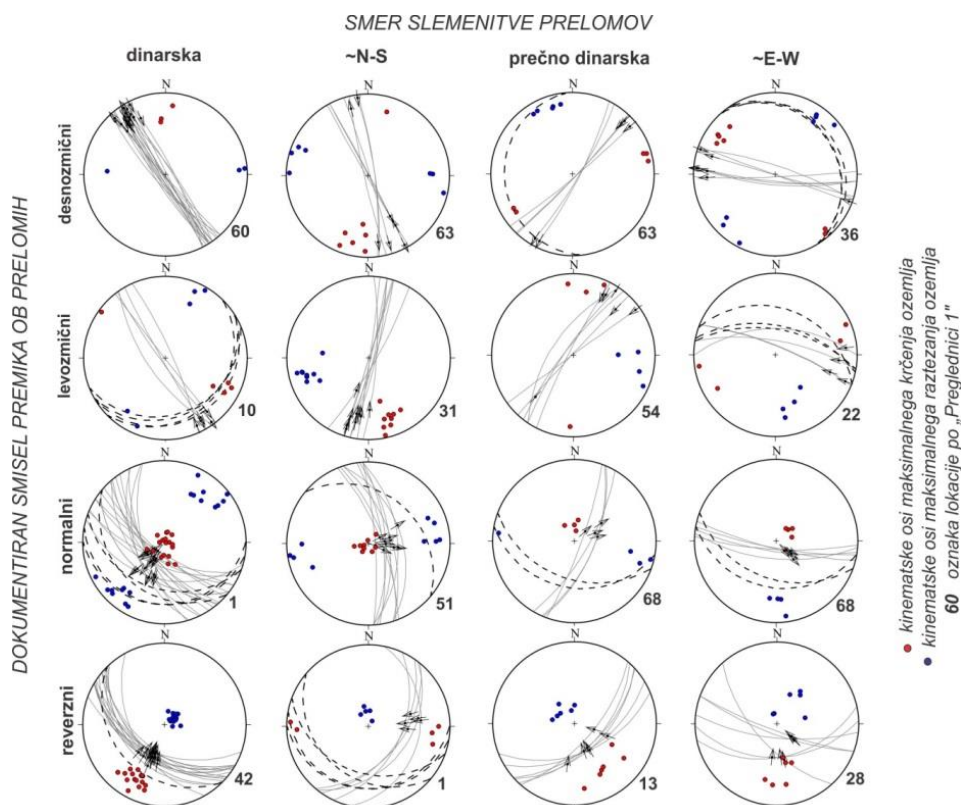 SMER SLEMENITVE PRELOMOV
dinarska ~N-S prečno dinarska ~E-W
DOKUMENTIRAN SMISEL PREMIKA OB PRELOMIH
desnozmični
N N N N
60 63 63 36
levozmični
N N N N
10 31 54 22
normalni
N N N N
1 51 68 68
reverzni
N N N N
42 1 13 28
kinematske osi maksimalnega krčenja ozemlja
kinematske osi maksimalnega raztezanja ozemlja
60 oznaka lokacije po „Preglednici 1"